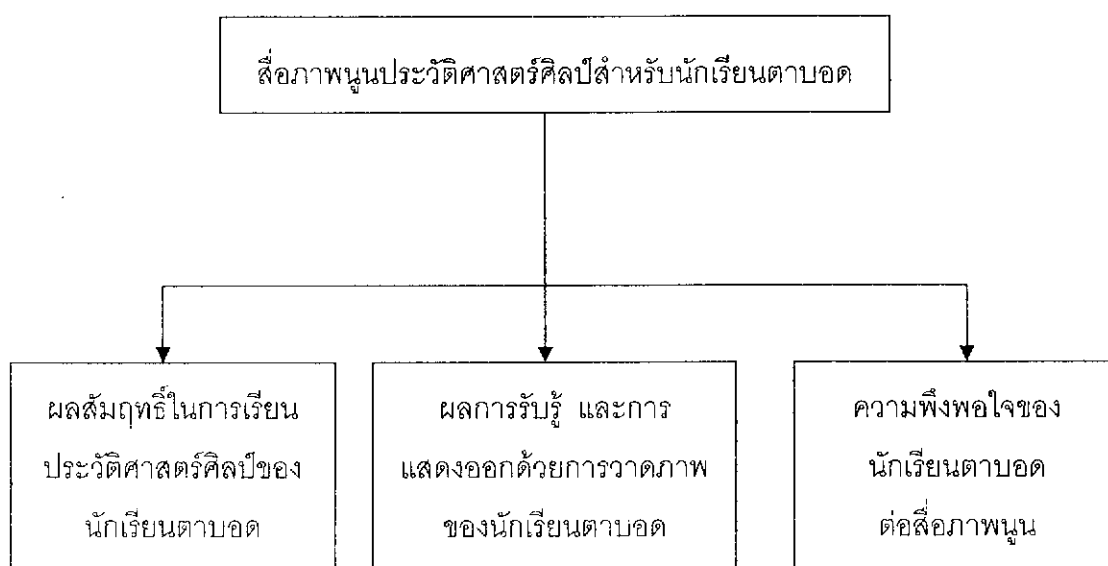 สื่อภาพนูนประวัติศาสตร์ศิลป์สำหรับนักเรียนตาบอด
ผลสัมฤทธิ์ในการเรียน
ประวัติศาสตร์ศิลป์ของ
นักเรียนตาบอด
ผลการรับรู้ และการ
แสดงออกด้วยการวาดภาพ
ของนักเรียนตาบอด
ความพึงพอใจของ
นักเรียนตาบอด
ต่อสื่อภาพนูน